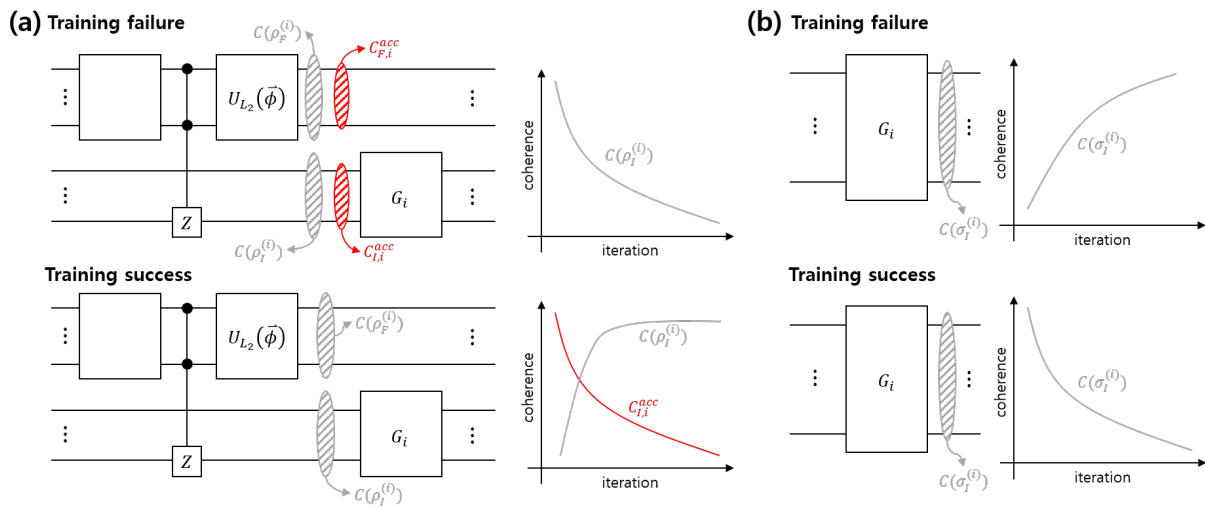 (a) Training failure
C(ρ_F^{(i)})
C_{F,i}^{acc}
⋮ U_{L_2}(\vec{ϕ}) ⋮
⋮ G_i ⋮
Z
C(ρ_I^{(i)})
C_{I,i}^{acc}
coherence
C(ρ_I^{(i)})
iteration
Training success
⋮ U_{L_2}(\vec{ϕ}) ⋮
C(ρ_F^{(i)})
⋮ G_i ⋮
Z
C(ρ_I^{(i)})
coherence
C(ρ_I^{(i)})
C_{I,i}^{acc}
iteration
(b) Training failure
⋮ G_i ⋮
C(σ_I^{(i)})
coherence
C(σ_I^{(i)})
iteration
Training success
⋮ G_i ⋮
C(σ_I^{(i)})
coherence
C(σ_I^{(i)})
iteration